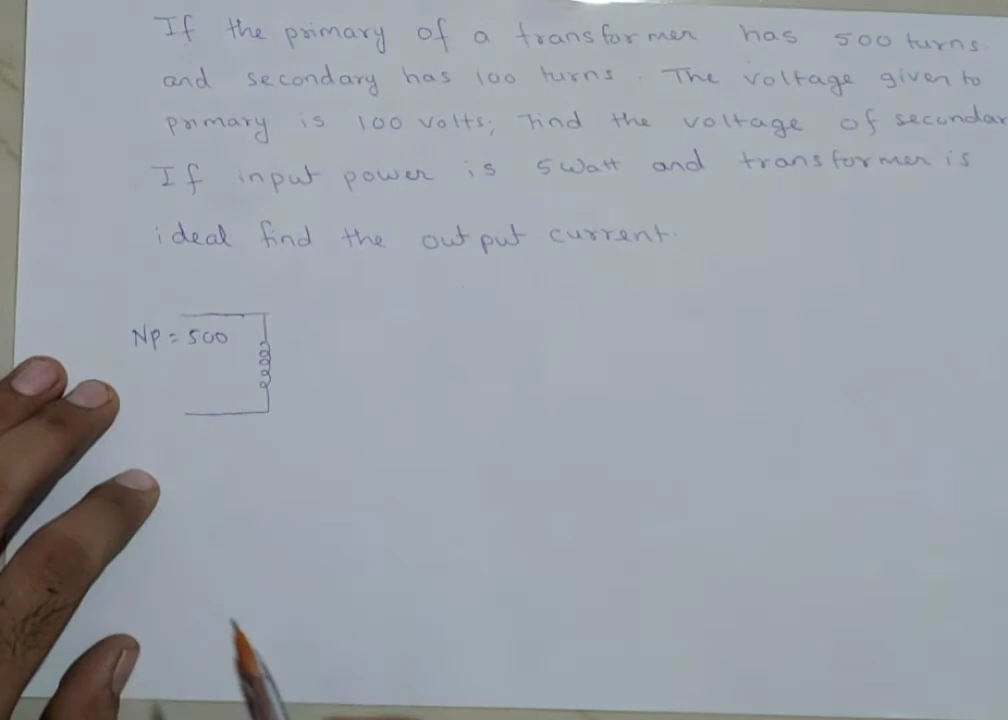 If the primary of a transformer has 500 turns
and secondary has 100 turns. The voltage given to
primary is 100 volts; find the voltage of secondar
If input power is 5 watt and transformer is
ideal find the output current.
Np = 500